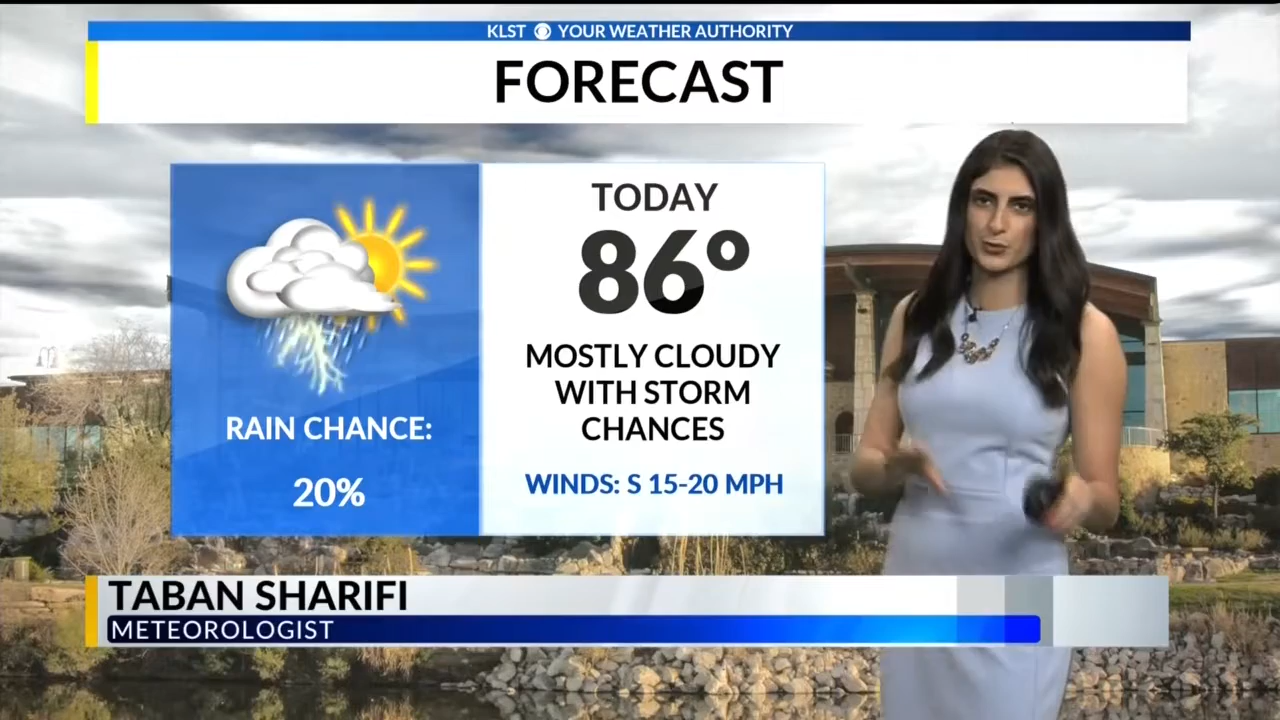 KLST YOUR WEATHER AUTHORITY
FORECAST
TODAY
86°
MOSTLY CLOUDY
WITH STORM
CHANCES
WINDS: S 15-20 MPH
RAIN CHANCE:
20%
TABAN SHARIFI
METEOROLOGIST